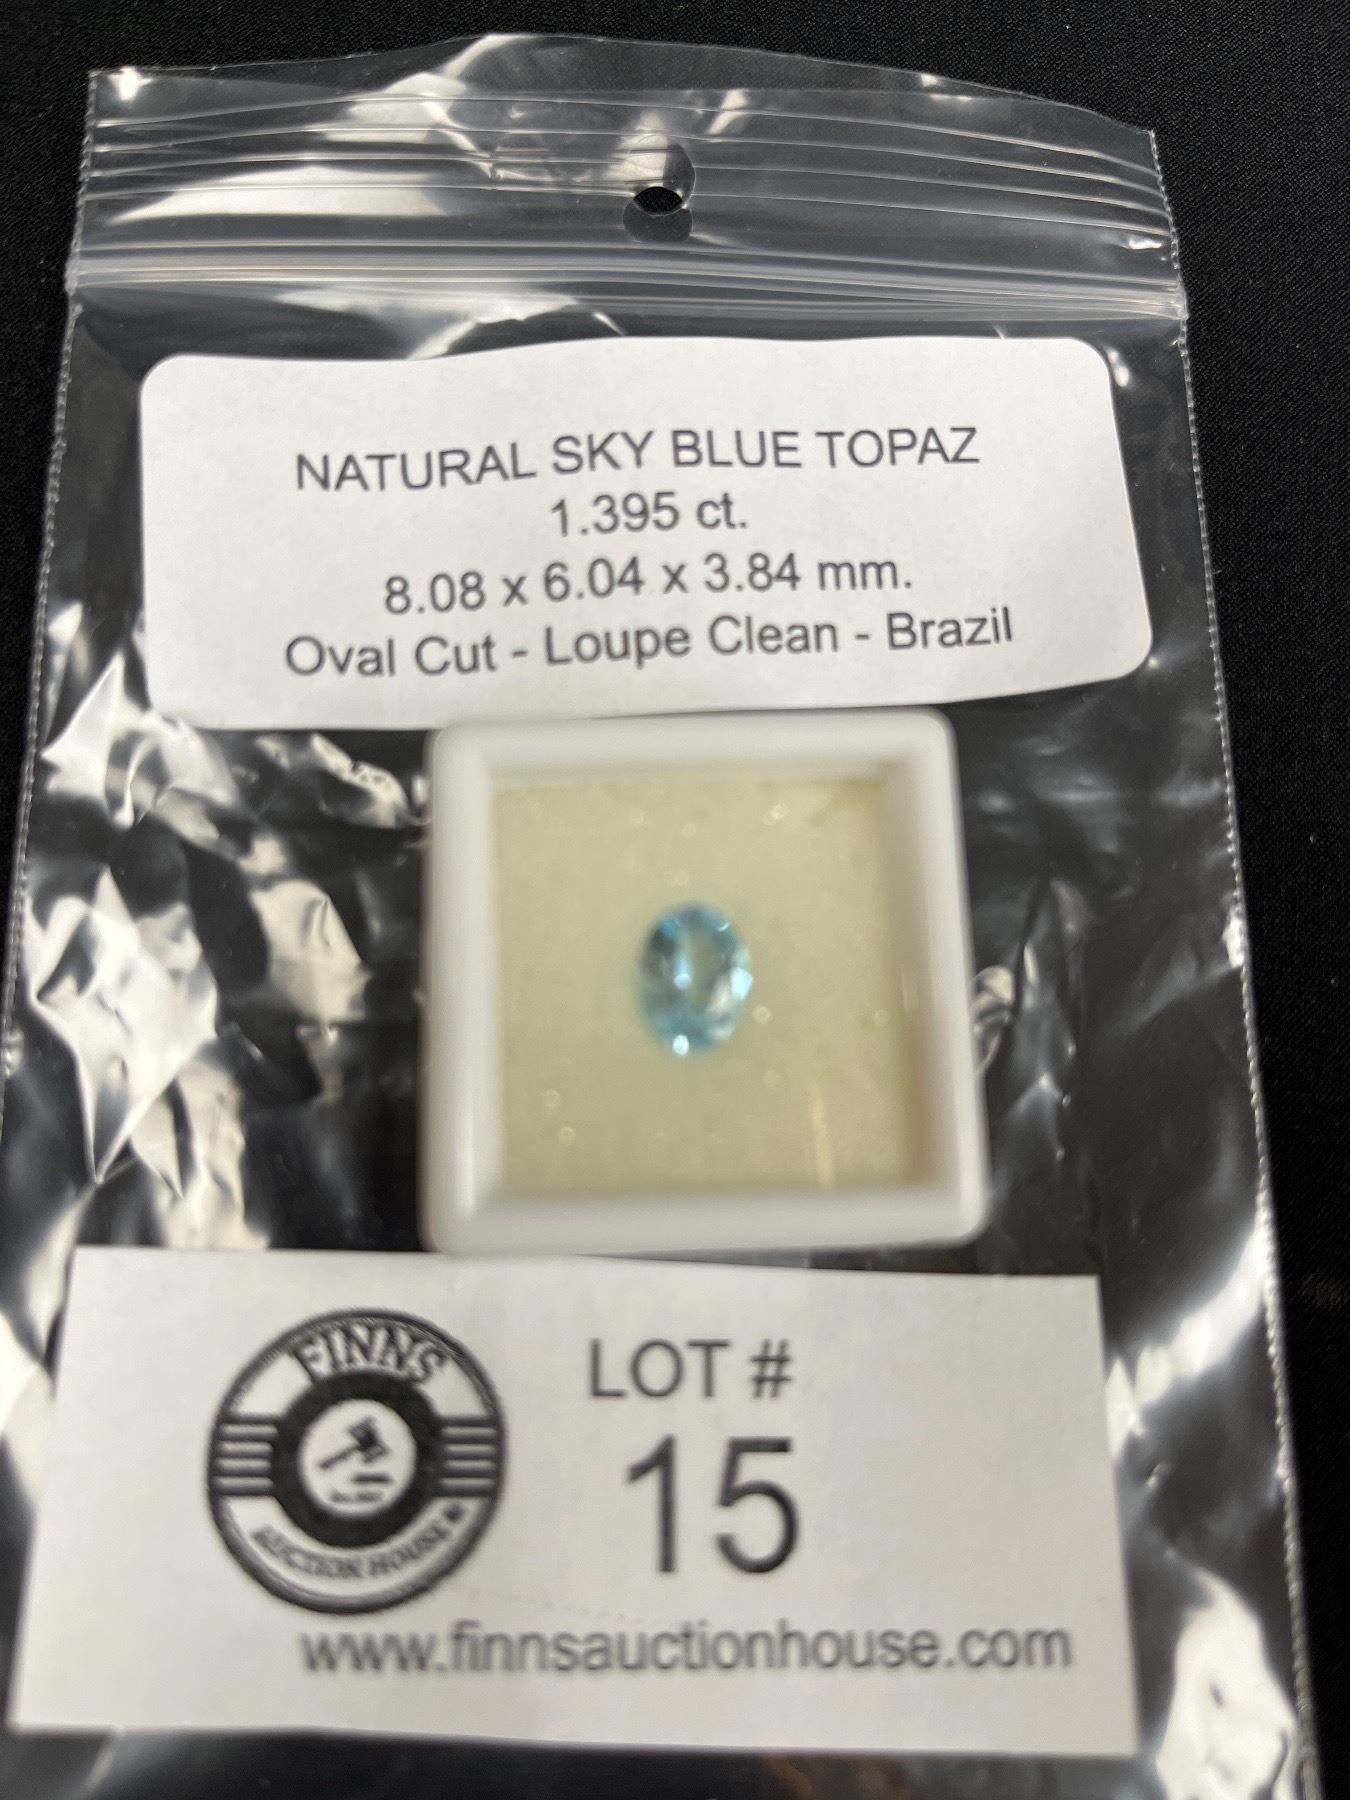 NATURAL SKY BLUE TOPAZ
1.395 ct.
8.08 x 6.04 x 3.84 mm.
Oval Cut - Loupe Clean - Brazil
FINNS
AUCTION HOUSE
LOT #
15
www.finnsauctionhouse.com